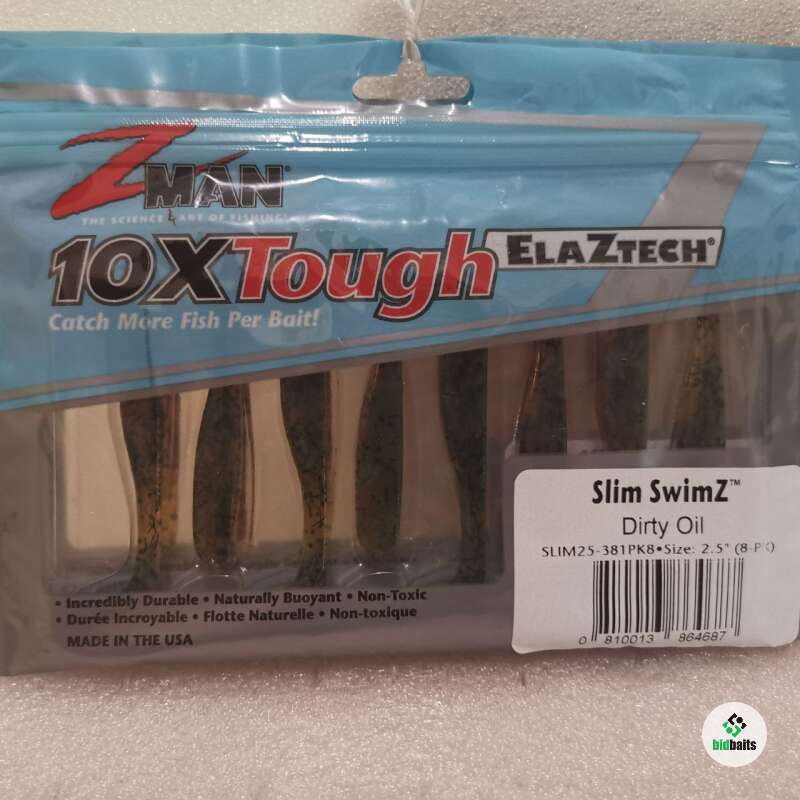 ZMAN®
THE SCIENCE & ART OF FISHING!®
10XTough ELAZTECH®
Catch More Fish Per Bait!
Slim SwimZ™
Dirty Oil
SLIM25-381PK8•Size: 2.5" (8-PK)
0 810013 864687
• Incredibly Durable • Naturally Buoyant • Non-Toxic
• Durée Incroyable • Flotte Naturelle • Non-toxique
MADE IN THE USA
bidbaits